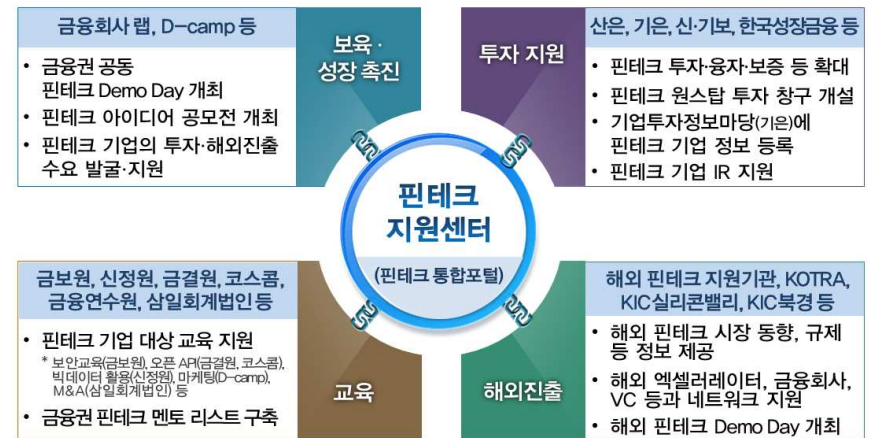 금융회사 랩, D-camp 등
• 금융권 공동
핀테크 Demo Day 개최
• 핀테크 아이디어 공모전 개최
• 핀테크 기업의 투자·해외진출
수요 발굴·지원
보육·
성장 촉진
투자 지원
산은, 기은, 신·기보, 한국성장금융 등
• 핀테크 투자·융자·보증 등 확대
• 핀테크 원스탑 투자 창구 개설
• 기업투자정보마당(기은)에
핀테크 기업 정보 등록
• 핀테크 기업 IR 지원
핀테크
지원센터
(핀테크 통합포털)
금보원, 신정원, 금결원, 코스콤,
금융연수원, 삼일회계법인 등
• 핀테크 기업 대상 교육 지원
* 보안교육(금보원), 오픈 API(금결원, 코스콤),
빅데이터 활용(신정원), 마케팅(D-camp),
M&A(삼일회계법인) 등
• 금융권 핀테크 멘토 리스트 구축
교육
해외진출
해외 핀테크 지원기관, KOTRA,
KIC실리콘밸리, KIC북경 등
• 해외 핀테크 시장 동향, 규제
등 정보 제공
• 해외 엑셀러레이터, 금융회사,
VC 등과 네트워크 지원
• 해외 핀테크 Demo Day 개최